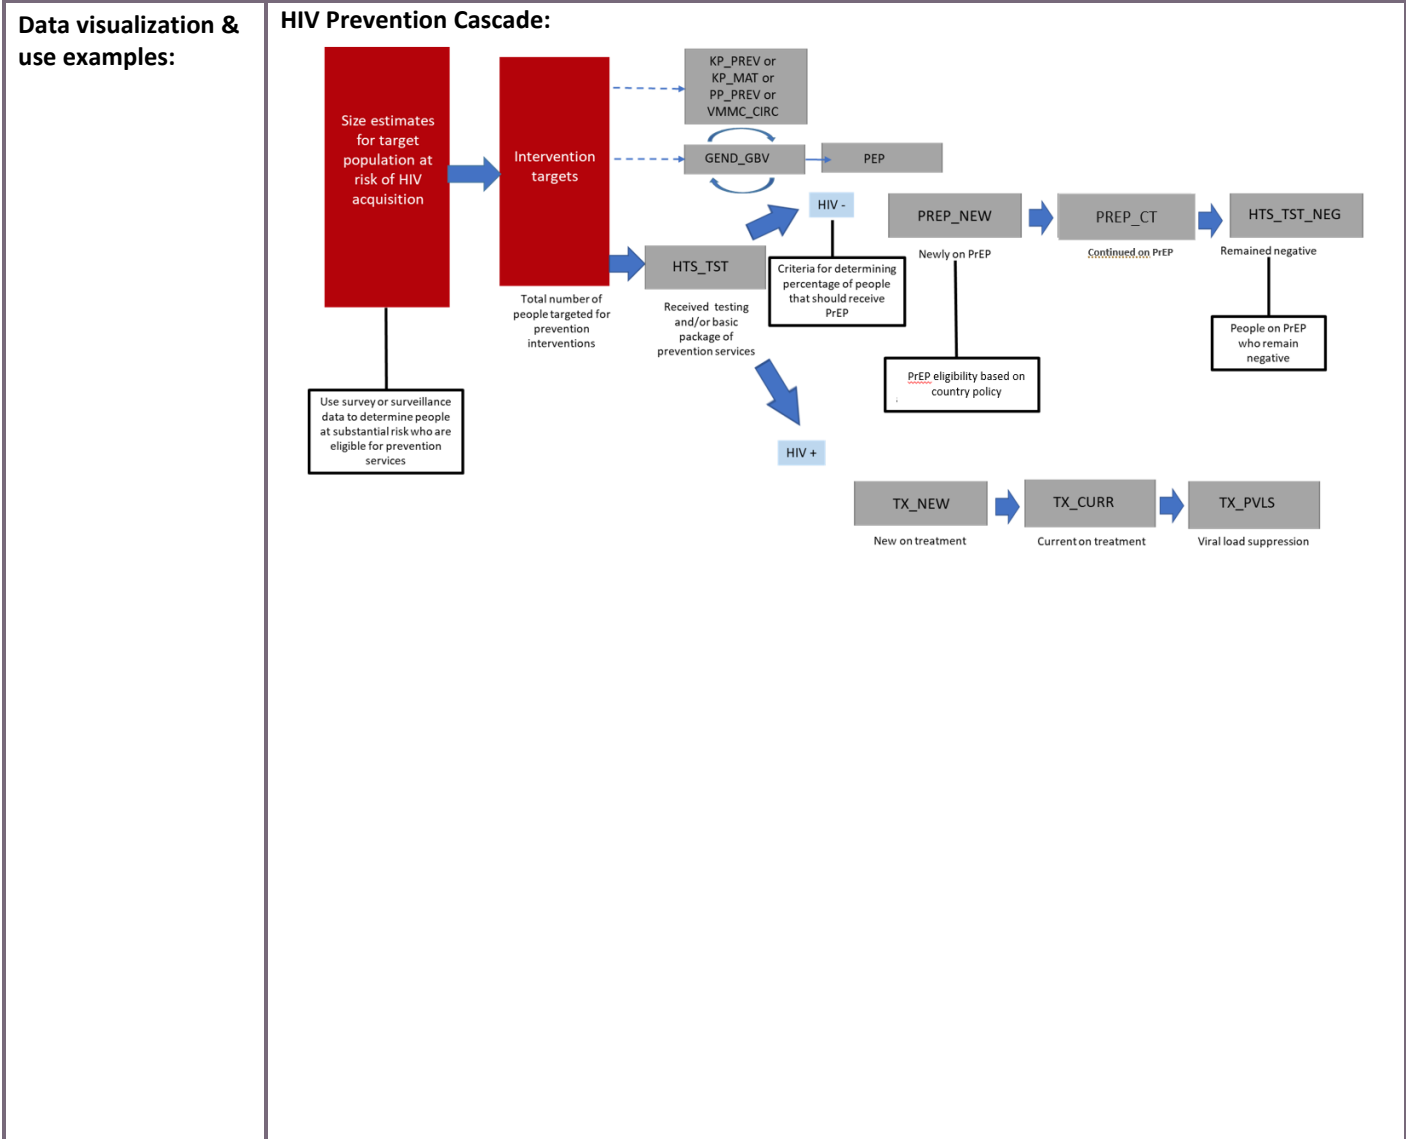 Data visualization &
use examples:
HIV Prevention Cascade:
Size estimates
for target
population at
risk of HIV
acquisition
Use survey or surveillance
data to determine people
at substantial risk who are
eligible for prevention
services
Intervention
targets
Total number of
people targeted for
prevention
interventions
KP_PREV or
KP_MAT or
PP_PREV or
VMMC_CIRC
GEND_GBV
PEP
HTS_TST
Received testing
and/or basic
package of
prevention services
HIV -
Criteria for determining
percentage of people
that should receive
PrEP
PREP_NEW
Newly on PrEP
PrEP eligibility based on
country policy
PREP_CT
Continued on PrEP
HTS_TST_NEG
Remained negative
People on PrEP
who remain
negative
HIV +
TX_NEW
New on treatment
TX_CURR
Current on treatment
TX_PVLS
Viral load suppression